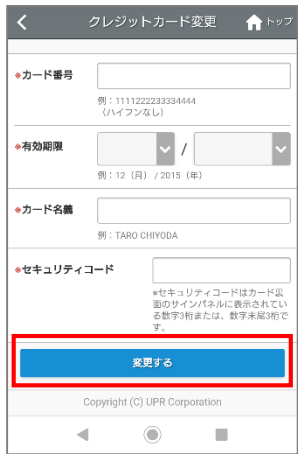 クレジットカード変更 トップ
※カード番号
例：1111222233334444
（ハイフンなし）
※有効期限
/
例：12（月）/ 2015（年）
※カード名義
例：TARO CHIYODA
※セキュリティコード
※セキュリティコードはカード裏
面のサインパネルに表示されてい
る数字3桁または、数字末尾3桁で
す。
変更する
Copyright (C) UPR Corporation